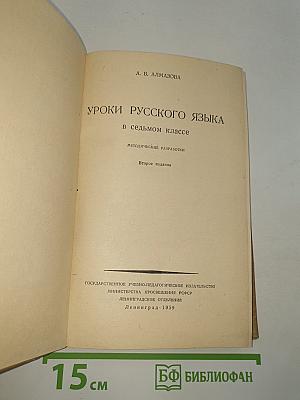 А. В. АЛМАЗОВА
УРОКИ РУССКОГО ЯЗЫКА
в седьмом классе
МЕТОДИЧЕСКИЕ РАЗРАБОТКИ
Второе издание
ГОСУДАРСТВЕННОЕ УЧЕБНО-ПЕДАГОГИЧЕСКОЕ ИЗДАТЕЛЬСТВО
МИНИСТЕРСТВА ПРОСВЕЩЕНИЯ РСФСР
ЛЕНИНГРАДСКОЕ ОТДЕЛЕНИЕ
Ленинград • 1959
15 см
БФ БИБЛИОФАН